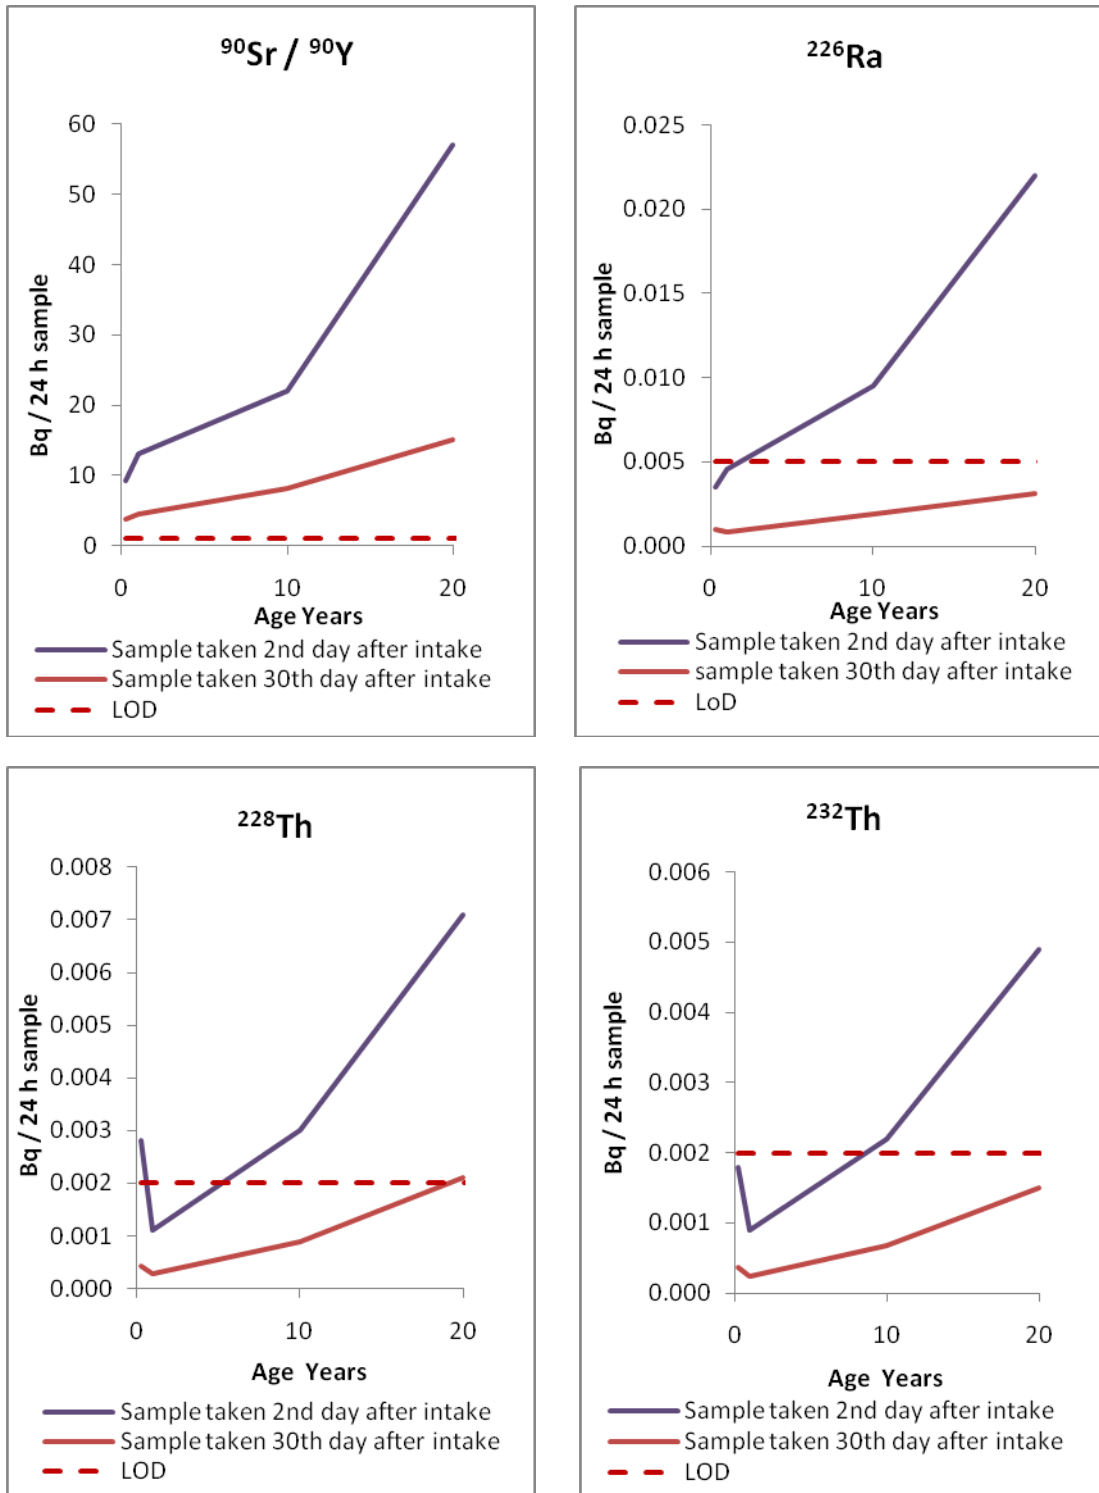 ⁹⁰Sr / ⁹⁰Y
60
50
40
30
20
10
0
Bq / 24 h sample
0 10 20
Age Years
Sample taken 2nd day after intake
Sample taken 30th day after intake
LOD
²²⁶Ra
0.025
0.020
0.015
0.010
0.005
0.000
Bq / 24 h sample
0 10 20
Age Years
Sample taken 2nd day after intake
sample taken 30th day after intake
LoD
²²⁸Th
0.008
0.007
0.006
0.005
0.004
0.003
0.002
0.001
0.000
Bq / 24 h sample
0 10 20
Age Years
Sample taken 2nd day after intake
Sample taken 30th day after intake
LOD
²³²Th
0.006
0.005
0.004
0.003
0.002
0.001
0.000
Bq / 24 h sample
0 10 20
Age Years
Sample taken 2nd day after intake
Sample taken 30th day after intake
LOD